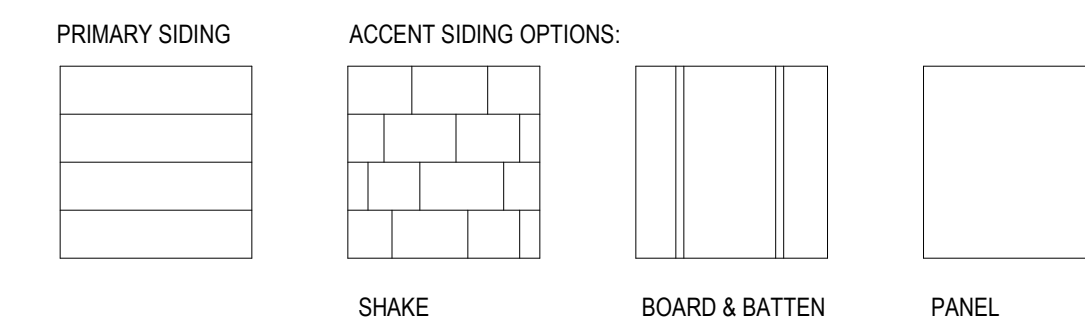 PRIMARY SIDING
ACCENT SIDING OPTIONS:
SHAKE
BOARD & BATTEN
PANEL